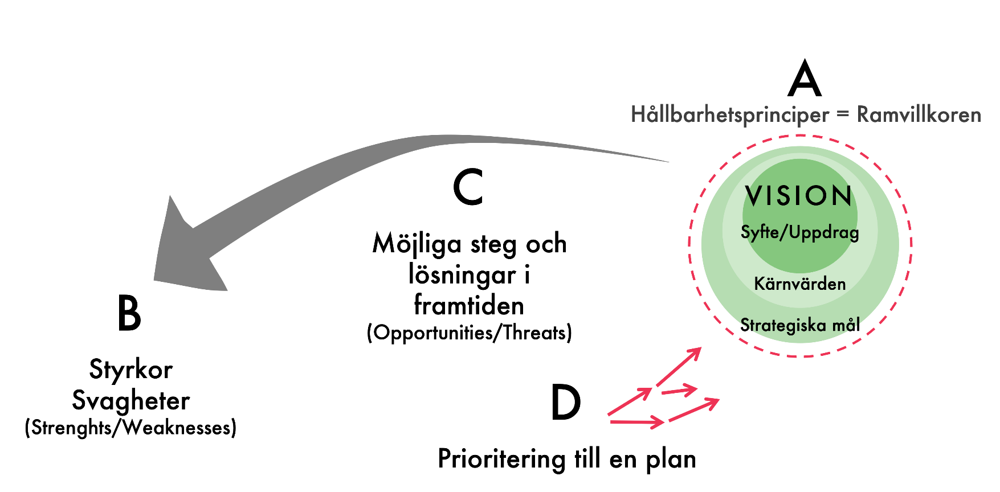 A
Hållbarhetsprinciper = Ramvillkoren
VISION
Syfte/Uppdrag
Kärnvärden
Strategiska mål
B
Styrkor
Svagheter
(Strenghts/Weaknesses)
C
Möjliga steg och
lösningar i
framtiden
(Opportunities/Threats)
D
Prioritering till en plan